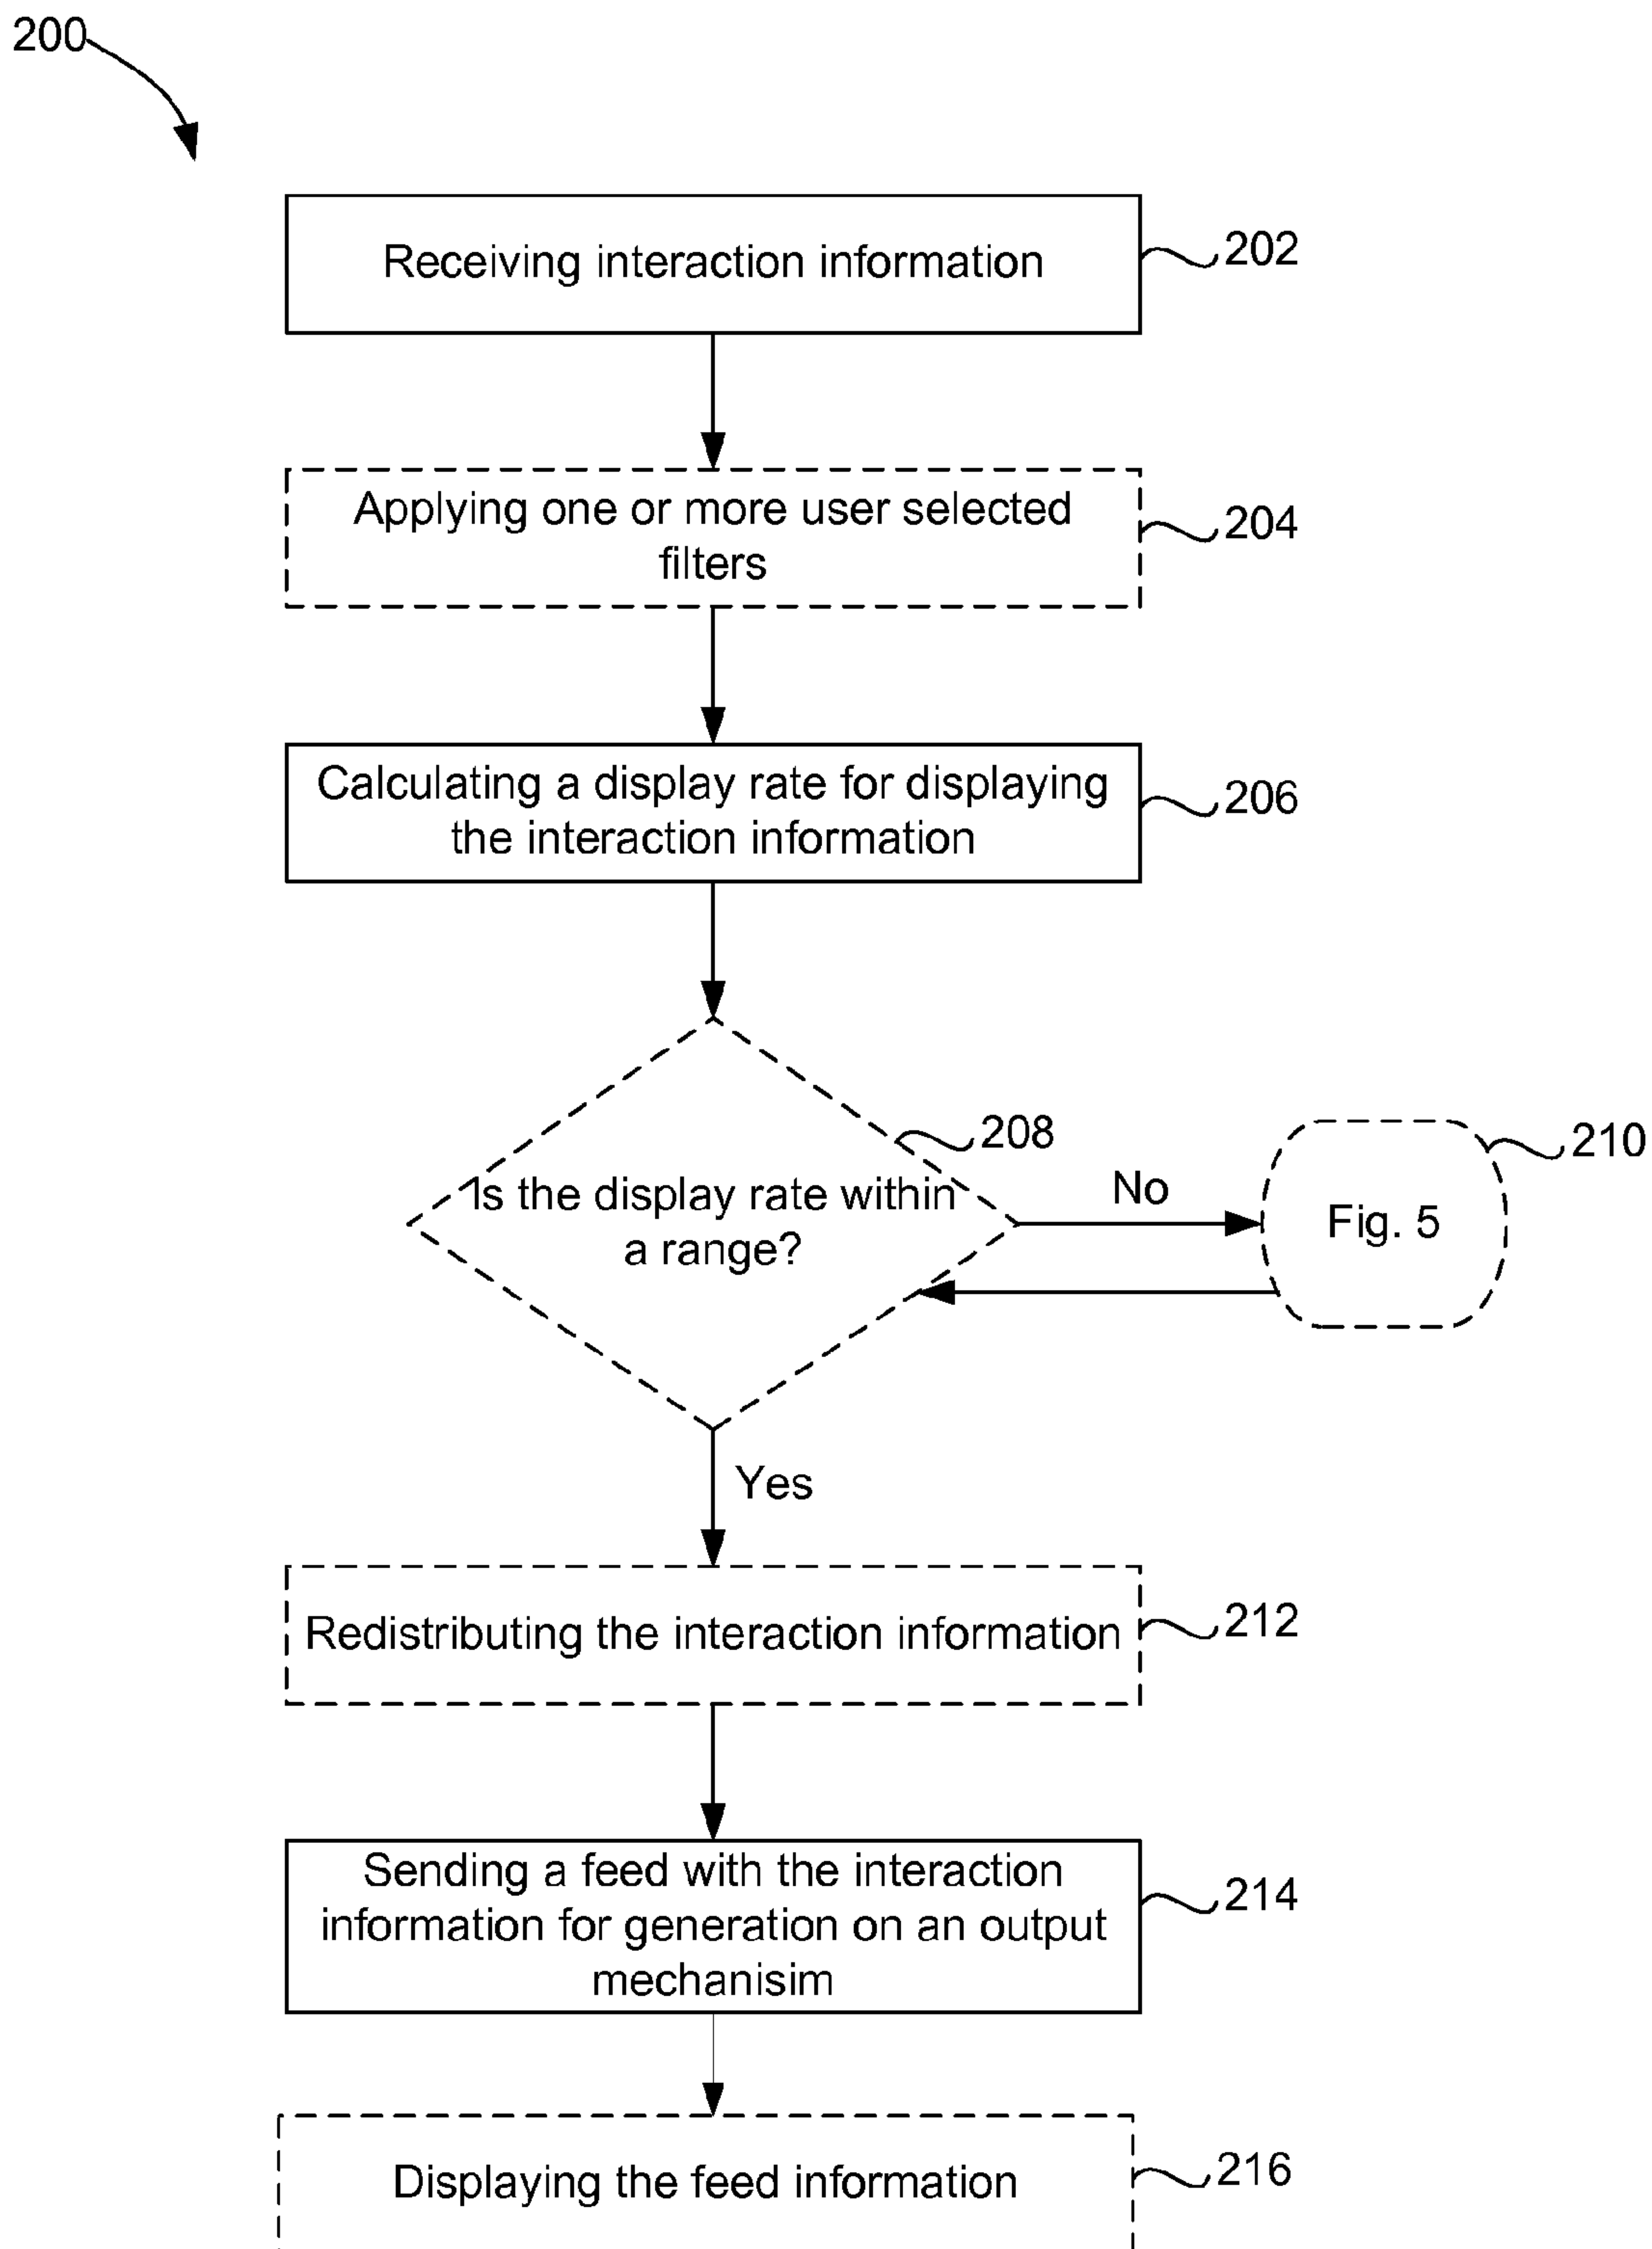 200
Receiving interaction information
202
Applying one or more user selected
filters
204
Calculating a display rate for displaying
the interaction information
206
208
Is the display rate within
a range?
No
210
Fig. 5
Yes
Redistributing the interaction information
212
Sending a feed with the interaction
information for generation on an output
mechanisim
214
Displaying the feed information
216